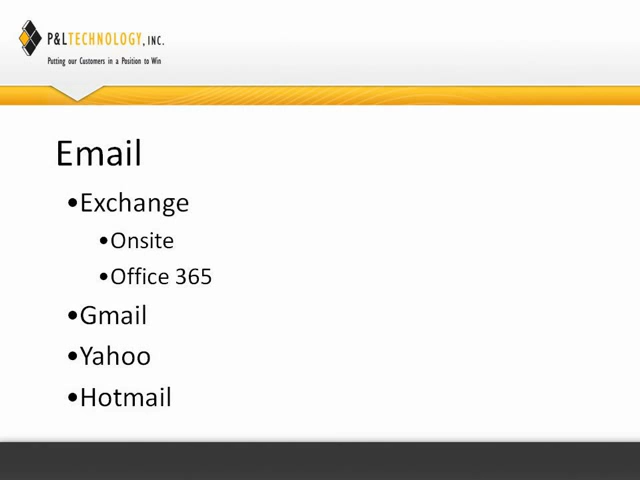 P&LTECHNOLOGY, INC.
Putting our Customers in a Position to Win
Email
•Exchange
•Onsite
•Office 365
•Gmail
•Yahoo
•Hotmail